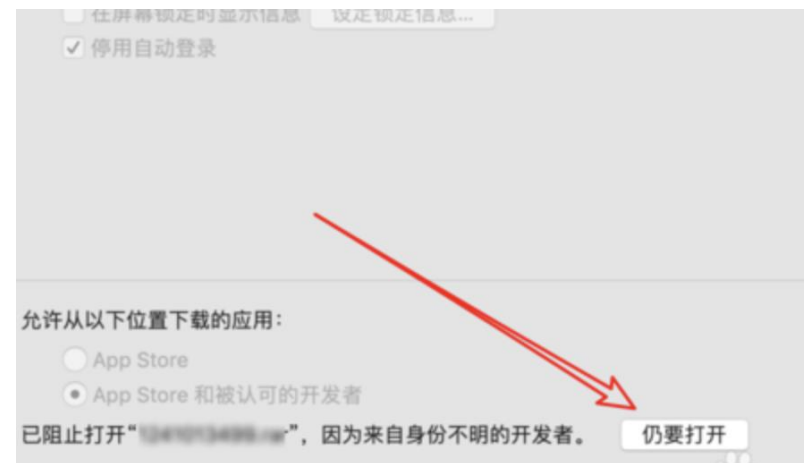 在屏幕锁定时显示信息 设定锁定信息...
停用自动登录
允许从以下位置下载的应用：
App Store
App Store 和被认可的开发者
已阻止打开“”，因为来自身份不明的开发者。 仍要打开